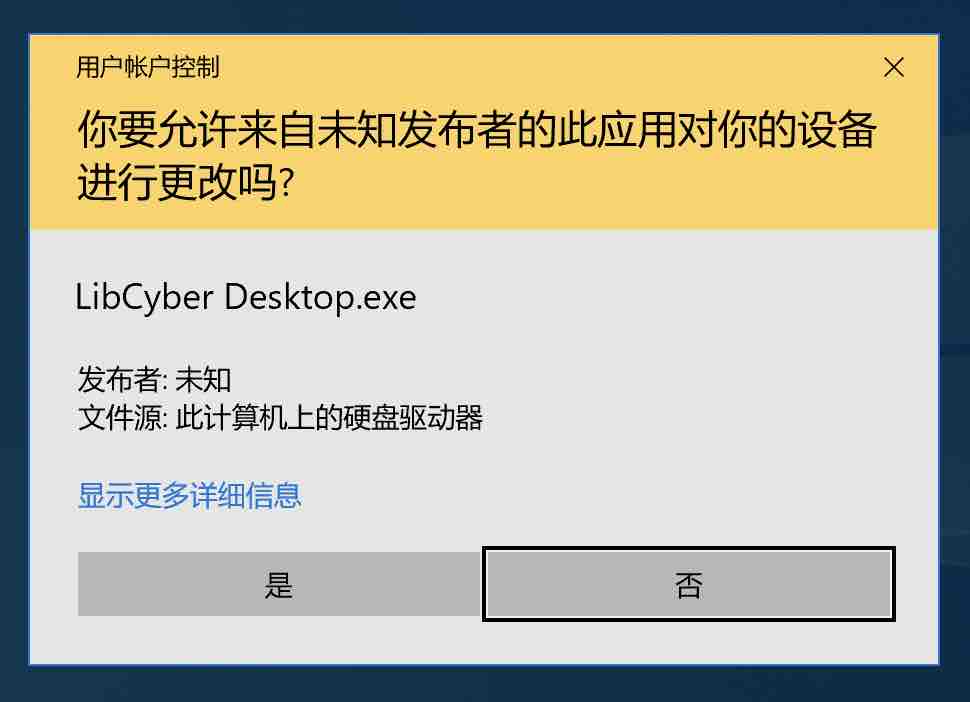 用户帐户控制
你要允许来自未知发布者的此应用对你的设备
进行更改吗?
LibCyber Desktop.exe
发布者: 未知
文件源: 此计算机上的硬盘驱动器
显示更多详细信息
是
否